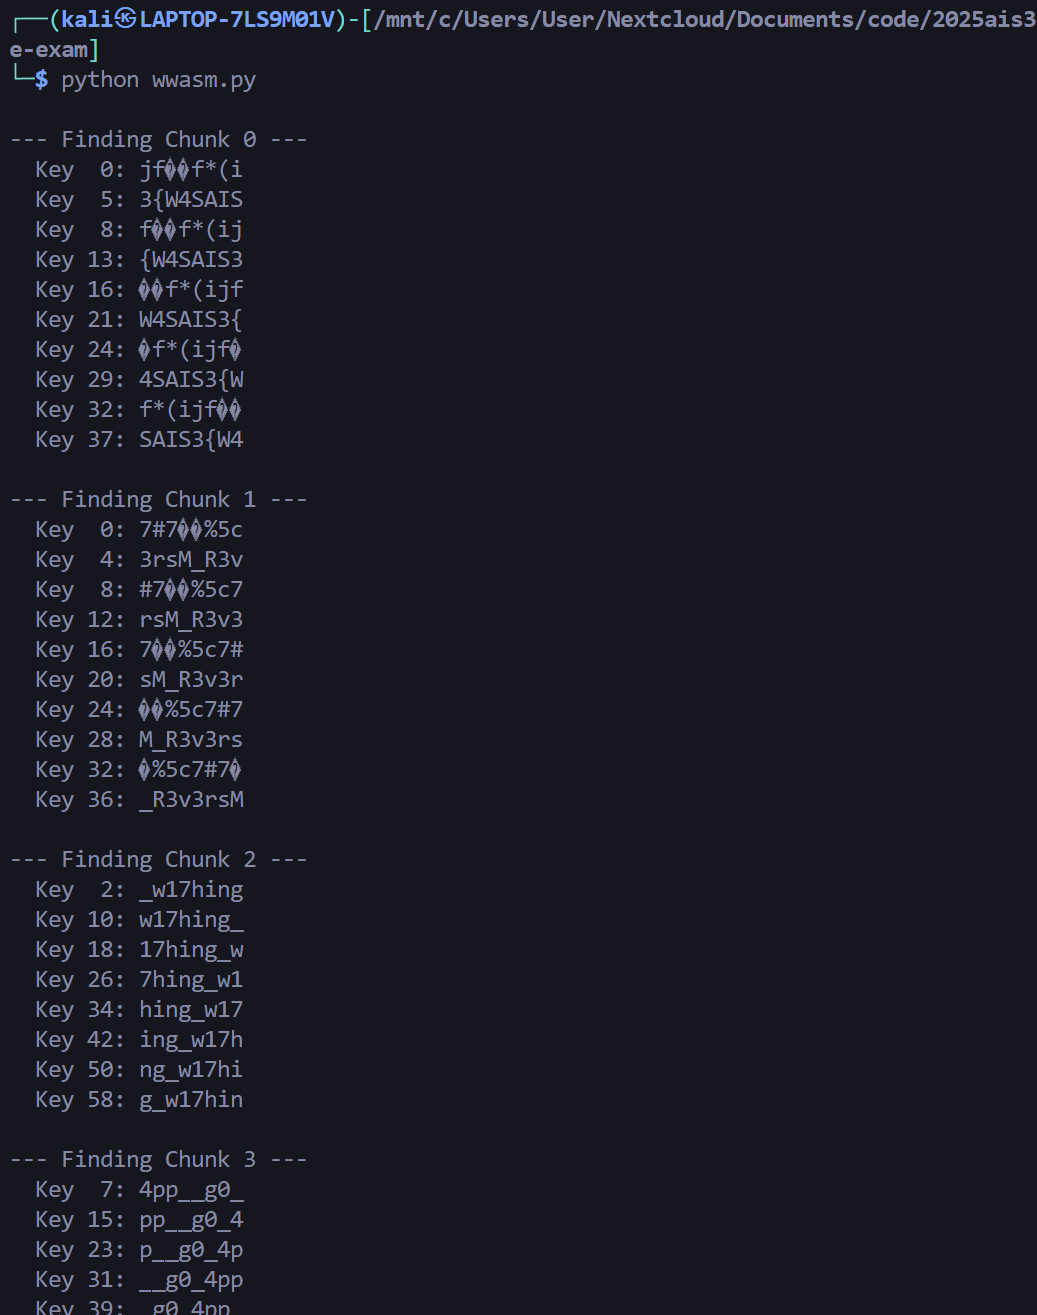 ┌──(kali㉿LAPTOP-7LS9M01V)-[/mnt/c/Users/User/Nextcloud/Documents/code/2025ais3
e-exam]
└─$ python wwasm.py
--- Finding Chunk 0 ---
Key  0: jf��f*(i
Key  5: 3{W4SAIS
Key  8: f��f*(ij
Key 13: {W4SAIS3
Key 16: ��f*(ijf
Key 21: W4SAIS3{
Key 24: �f*(ijf�
Key 29: 4SAIS3{W
Key 32: f*(ijf��
Key 37: SAIS3{W4
--- Finding Chunk 1 ---
Key  0: 7#7��%5c
Key  4: 3rsM_R3v
Key  8: #7��%5c7
Key 12: rsM_R3v3
Key 16: 7��%5c7#
Key 20: sM_R3v3r
Key 24: ��%5c7#7
Key 28: M_R3v3rs
Key 32: �%5c7#7�
Key 36: _R3v3rsM
--- Finding Chunk 2 ---
Key  2: _w17hing
Key 10: w17hing_
Key 18: 17hing_w
Key 26: 7hing_w1
Key 34: hing_w17
Key 42: ing_w17h
Key 50: ng_w17hi
Key 58: g_w17hin
--- Finding Chunk 3 ---
Key  7: 4pp__g0_
Key 15: pp__g0_4
Key 23: p__g0_4p
Key 31: __g0_4pp
Key 39: _g0_4pp_